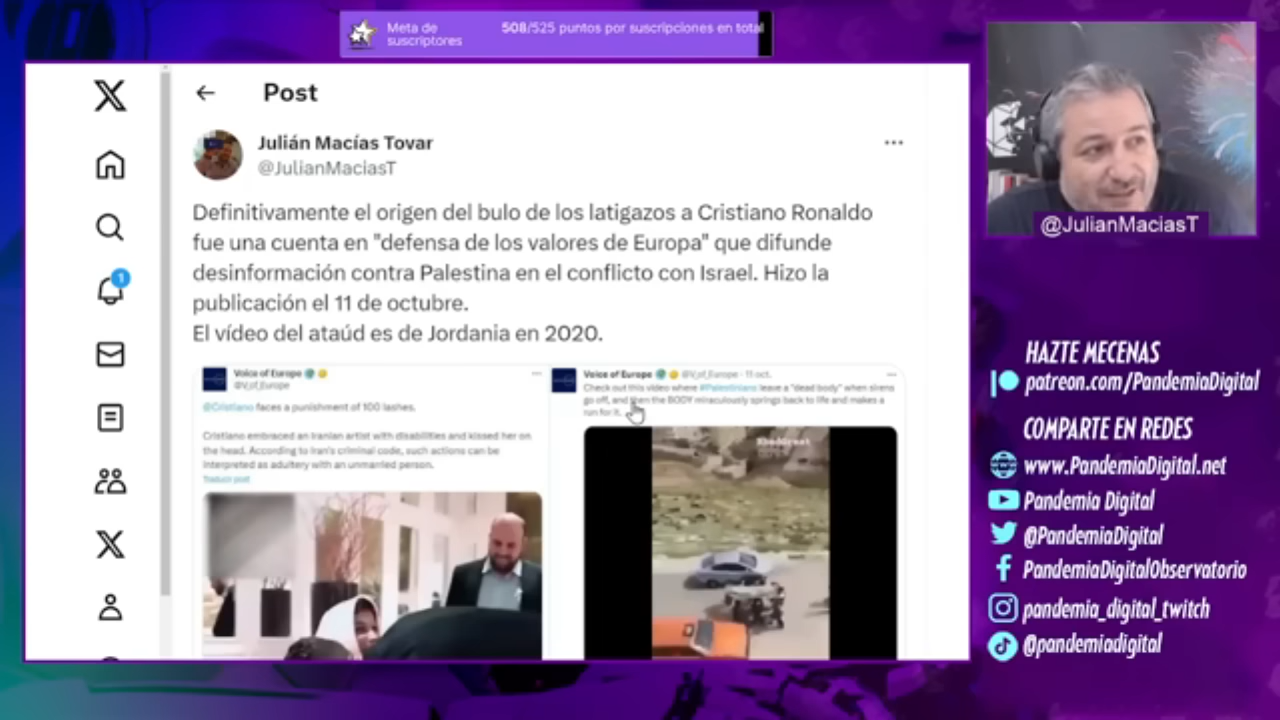 Meta de
suscriptores
508/525 puntos por suscripciones en total
Post
Julián Macías Tovar
@JulianMaciasT
Definitivamente el origen del bulo de los latigazos a Cristiano Ronaldo
fue una cuenta en "defensa de los valores de Europa" que difunde
desinformación contra Palestina en el conflicto con Israel. Hizo la
publicación el 11 de octubre.
El vídeo del ataúd es de Jordania en 2020.
1
Voice of Europe
@V_of_Europe
@Cristiano faces a punishment of 100 lashes.
Cristiano embraced an Iranian artist with disabilities and kissed her on
the head. According to Iran's criminal code, such actions can be
interpreted as adultery with an unmarried person.
Traducir post
Voice of Europe @V_of_Europe · 11 oct.
Check out this video where #Palestinians leave a "dead body" when sirens
go off, and then the BODY miraculously springs back to life and makes a
run for it.
@JulianMaciasT
HAZTE MECENAS
patreon.com/PandemiaDigital
COMPARTE EN REDES
www.PandemiaDigital.net
Pandemia Digital
@PandemiaDigital
PandemiaDigitalObservatorio
pandemia_digital_twitch
@pandemiadigital